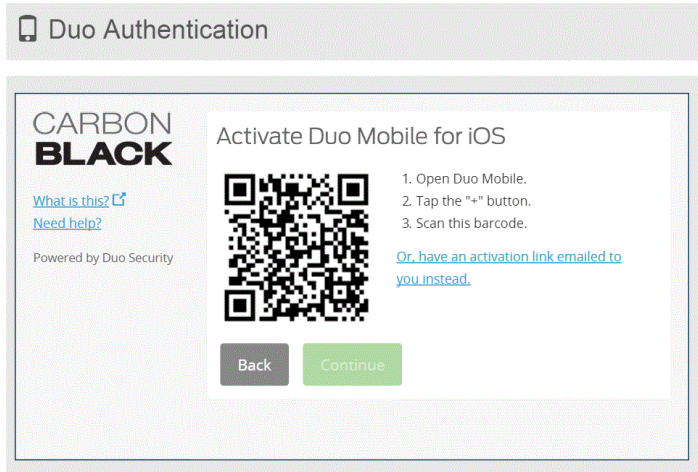 Duo Authentication
CARBON
BLACK
What is this?
Need help?
Powered by Duo Security
Activate Duo Mobile for iOS
1. Open Duo Mobile.
2. Tap the "+" button.
3. Scan this barcode.
Or, have an activation link emailed to
you instead.
Back
Continue